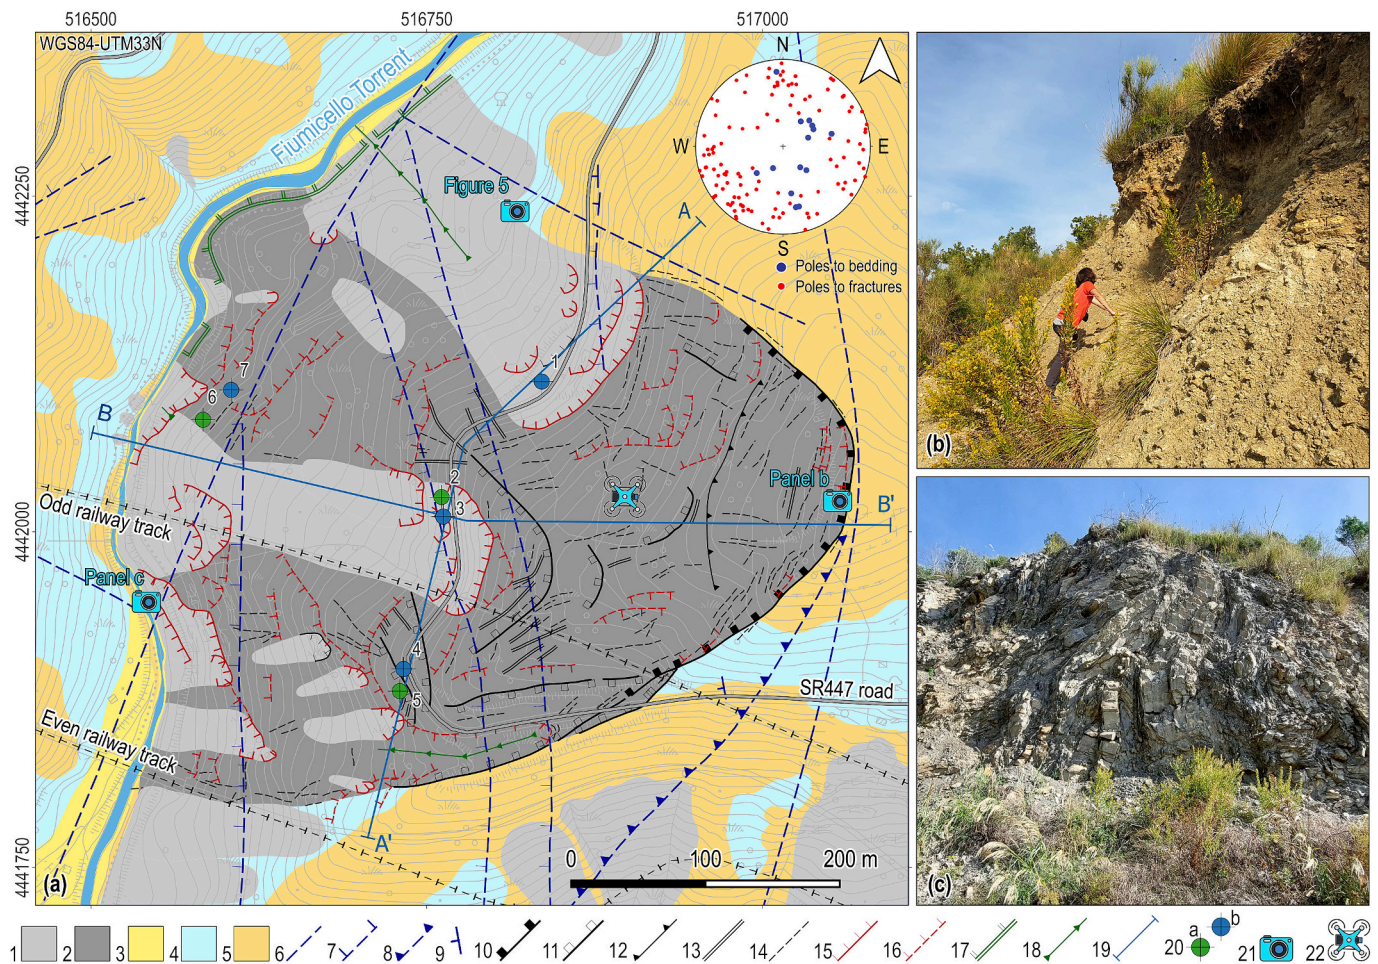 516500
516750
517000
WGS84-UTM33N
Fiumicello Torrent
N
W
E
S
Poles to bedding
Poles to fractures
4442250
4442000
4441750
Figure 5
A
1
7
6
B
2
3
Panel b
B'
Odd railway track
Panel c
4
5
SR447 road
Even railway track
A'
0 100 200 m
(a)
(b)
(c)
1
2
3
4
5
6
7
8
9
10
11
12
13
14
15
16
17
18
19
20
a
b
21
22